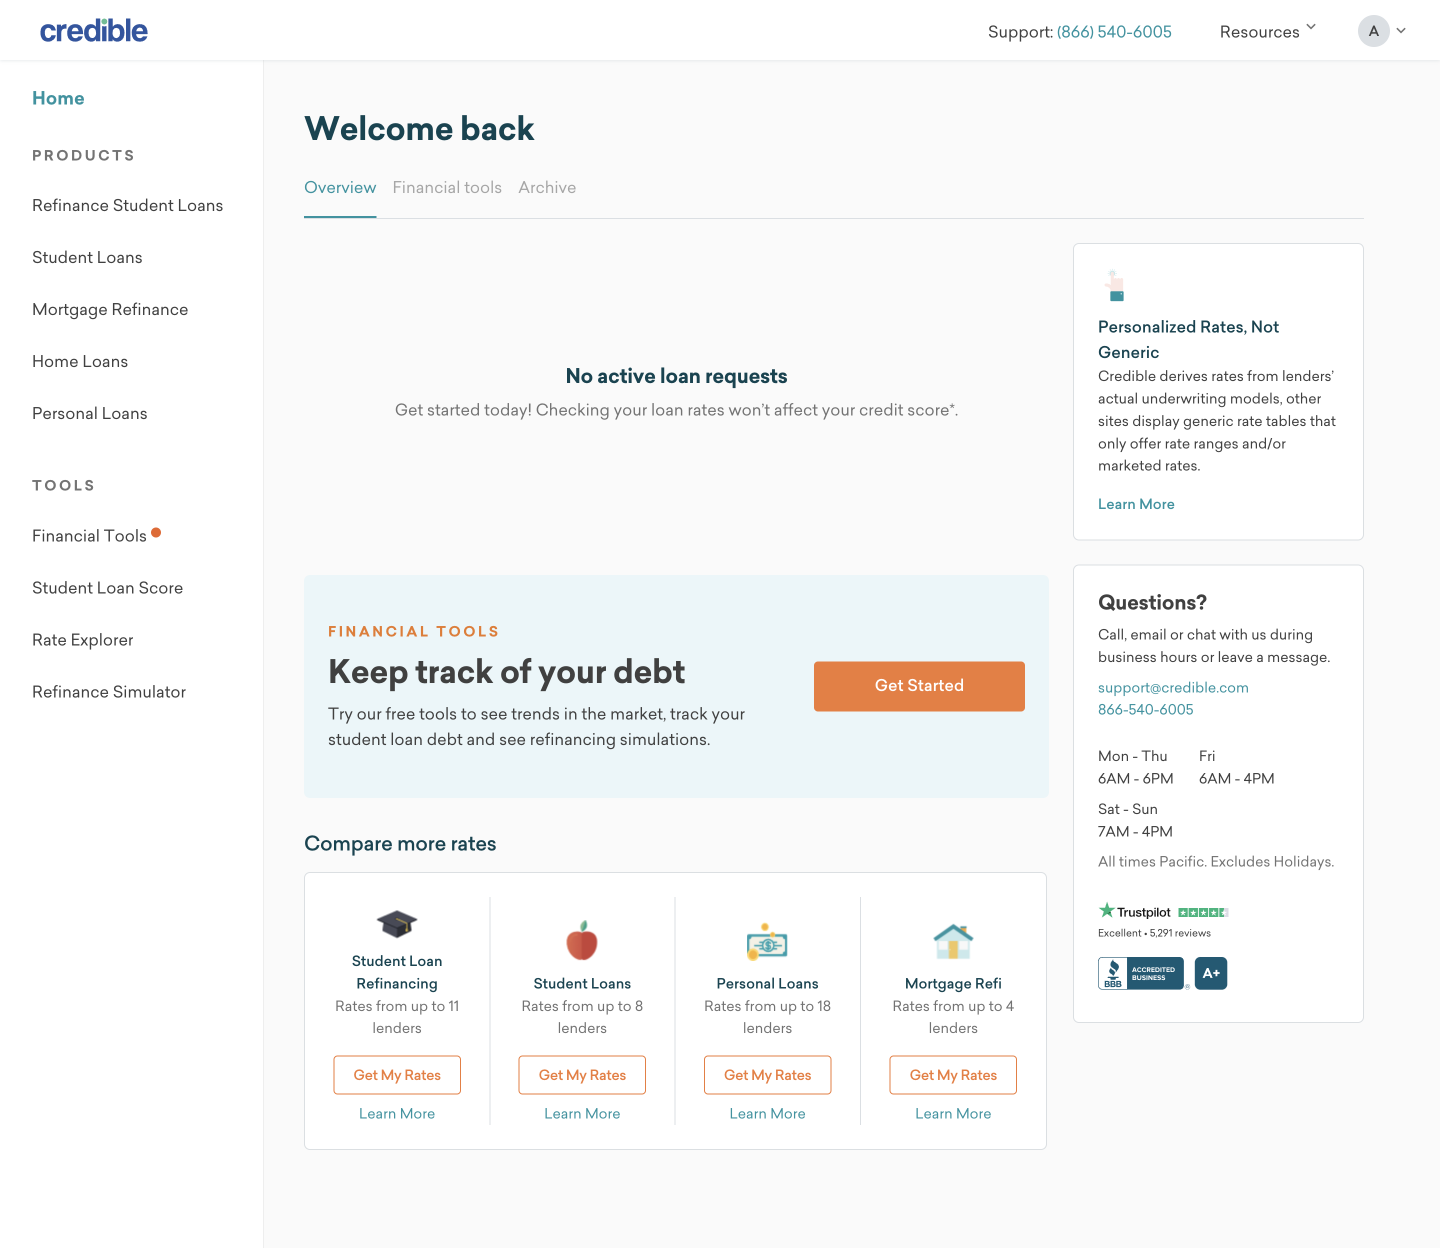 credible
Support: (866) 540-6005
Resources
A
Home
PRODUCTS
Refinance Student Loans
Student Loans
Mortgage Refinance
Home Loans
Personal Loans
TOOLS
Financial Tools
Student Loan Score
Rate Explorer
Refinance Simulator
Welcome back
Overview Financial tools Archive
No active loan requests
Get started today! Checking your loan rates won’t affect your credit score*.
FINANCIAL TOOLS
Keep track of your debt
Try our free tools to see trends in the market, track your
student loan debt and see refinancing simulations.
Get Started
Compare more rates
Student Loan
Refinancing
Rates from up to 11
lenders
Get My Rates
Learn More
Student Loans
Rates from up to 8
lenders
Get My Rates
Learn More
Personal Loans
Rates from up to 18
lenders
Get My Rates
Learn More
Mortgage Refi
Rates from up to 4
lenders
Get My Rates
Learn More
Personalized Rates, Not
Generic
Credible derives rates from lenders’
actual underwriting models, other
sites display generic rate tables that
only offer rate ranges and/or
marketed rates.
Learn More
Questions?
Call, email or chat with us during
business hours or leave a message.
support@credible.com
866-540-6005
Mon - Thu Fri
6AM - 6PM 6AM - 4PM
Sat - Sun
7AM - 4PM
All times Pacific. Excludes Holidays.
Trustpilot
Excellent • 5,291 reviews
BBB
ACCREDITED
BUSINESS
®
A+